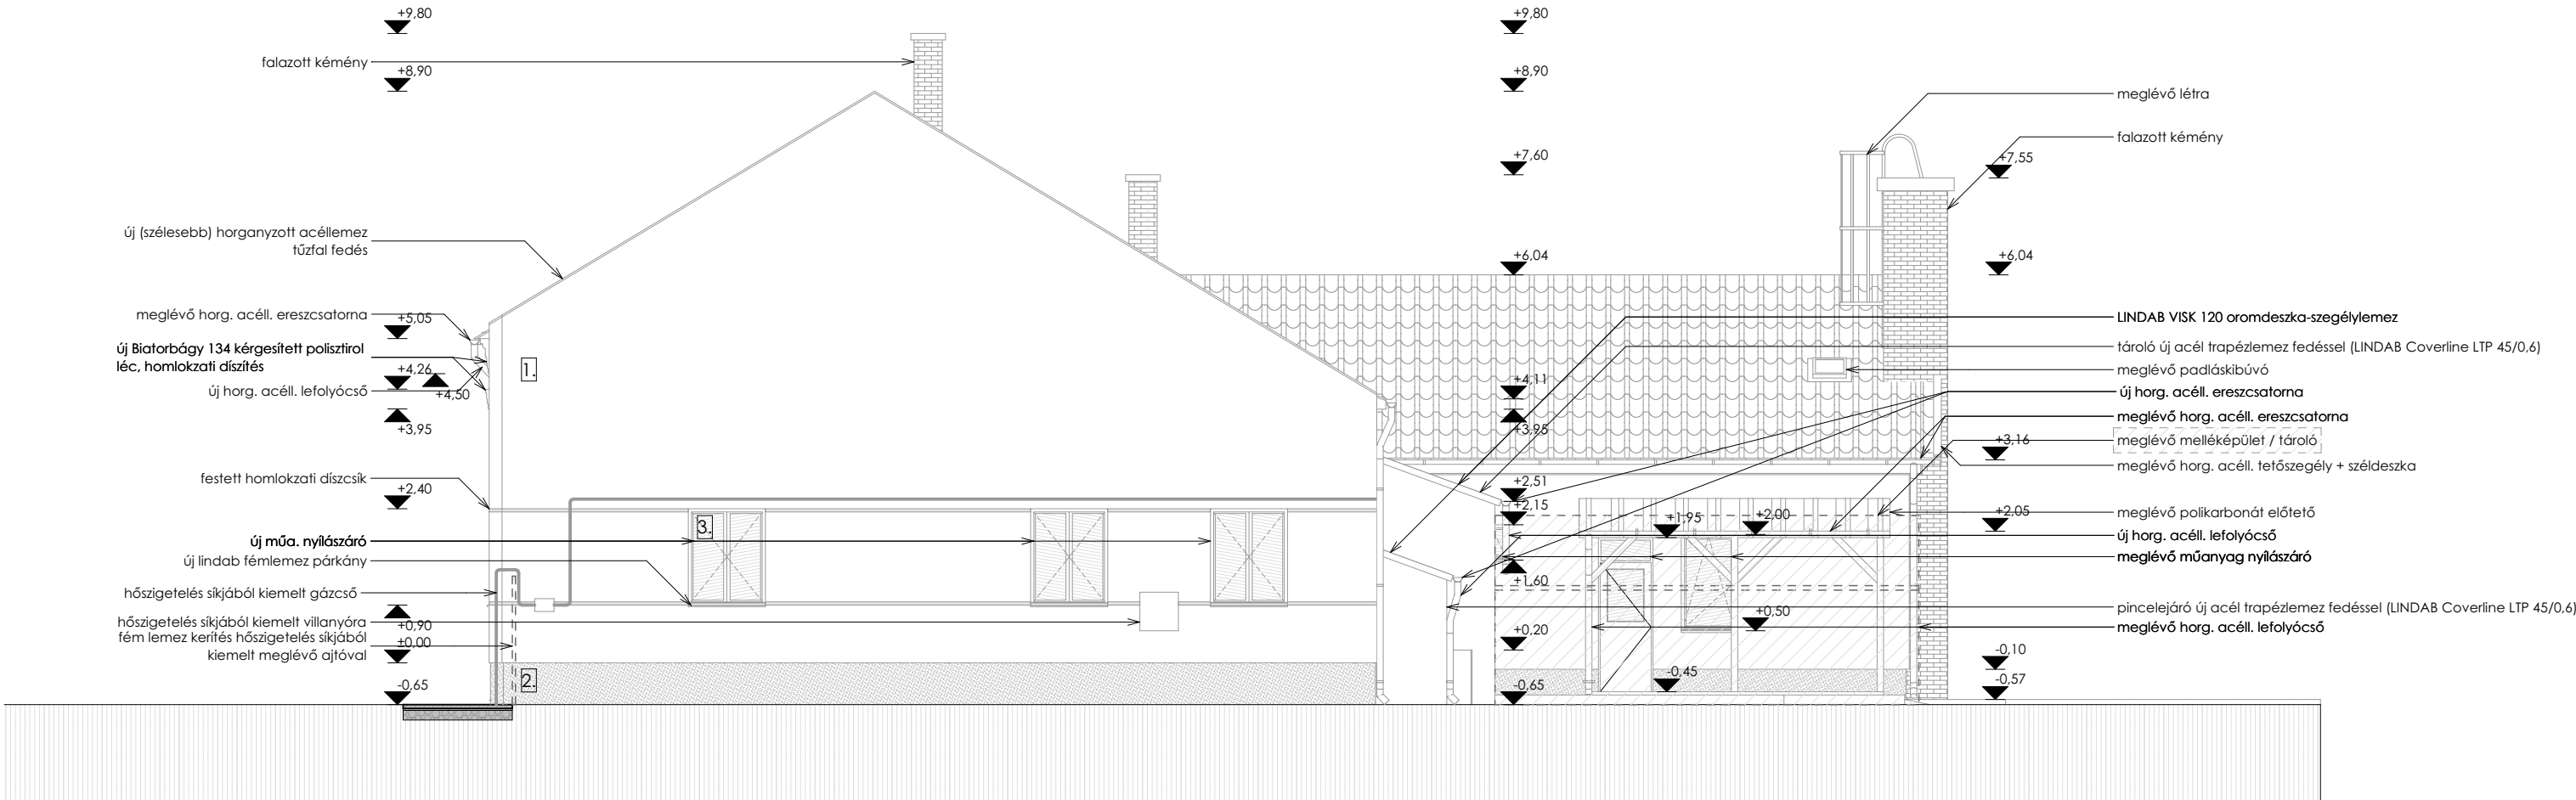 +9,80
falazott kémény
+8,90
új (szélesebb) horganyzott acéllemez
tűzfal fedés
meglévő horg. acéll. ereszcsatorna
+5,05
új Biatorbágy 134 kérgesített polisztirol
léc, homlokzati díszítés
+4,26
+4,50
új horg. acéll. lefolyócső
+3,95
festett homlokzati díszcsík
+2,40
új műa. nyílászáró
új lindab fémlemez párkány
hőszigetelés síkjából kiemelt gázcső
hőszigetelés síkjából kiemelt villanyóra
+0,90
fém lemez kerítés hőszigetelés síkjából
kiemelt meglévő ajtóval
±0,00
-0,65
1.
3.
2.
+9,80
+8,90
+7,60
+6,04
+4,11
+3,95
+2,51
+2,15
+1,60
+0,20
-0,65
+1,95
+2,00
+0,50
-0,45
+7,55
+6,04
+3,16
+2,05
-0,10
-0,57
meglévő létra
falazott kémény
LINDAB VISK 120 oromdeszka-szegélylemez
tároló új acél trapézlemez fedéssel (LINDAB Coverline LTP 45/0,6)
meglévő padláskibúvó
új horg. acéll. ereszcsatorna
meglévő horg. acéll. ereszcsatorna
meglévő melléképület / tároló
meglévő horg. acéll. tetőszegély + széldeszka
meglévő polikarbonát előtető
új horg. acéll. lefolyócső
meglévő műanyag nyílászáró
pincelejáró új acél trapézlemez fedéssel (LINDAB Coverline LTP 45/0,6)
meglévő horg. acéll. lefolyócső